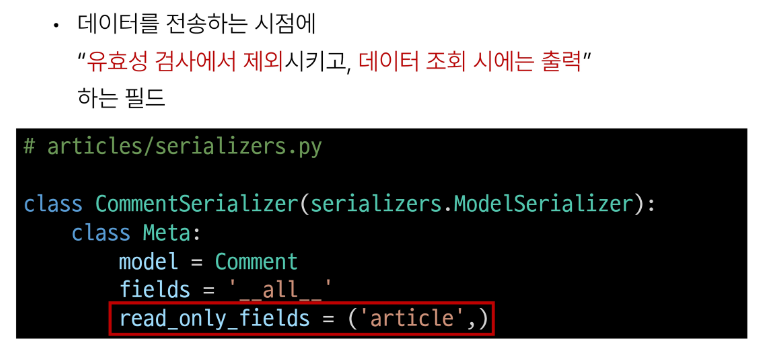 • 데이터를 전송하는 시점에
“유효성 검사에서 제외시키고, 데이터 조회 시에는 출력”
하는 필드
# articles/serializers.py
class CommentSerializer(serializers.ModelSerializer):
    class Meta:
        model = Comment
        fields = '__all__'
        read_only_fields = ('article',)